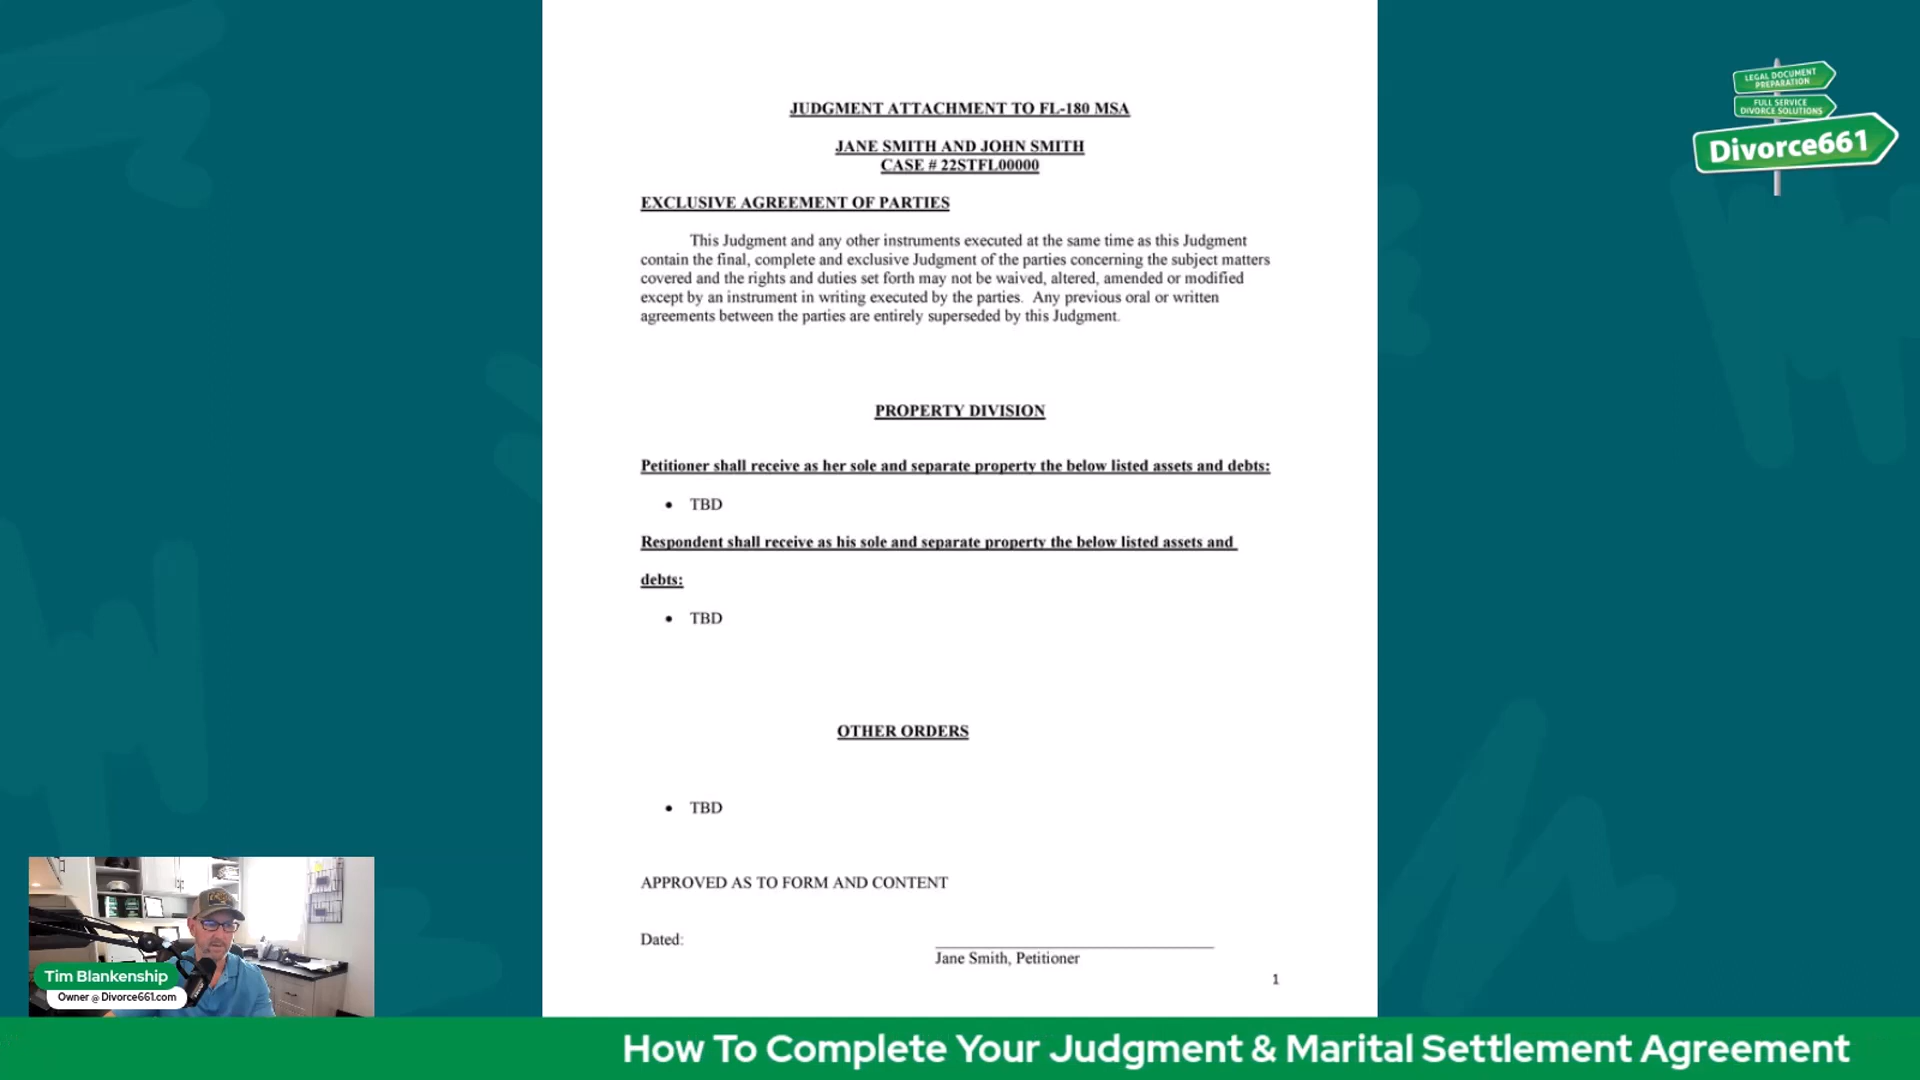 JUDGMENT ATTACHMENT TO FL-180 MSA
JANE SMITH AND JOHN SMITH
CASE # 22STFL00000
EXCLUSIVE AGREEMENT OF PARTIES
This Judgment and any other instruments executed at the same time as this Judgment
contain the final, complete and exclusive Judgment of the parties concerning the subject matters
covered and the rights and duties set forth may not be waived, altered, amended or modified
except by an instrument in writing executed by the parties. Any previous oral or written
agreements between the parties are entirely superseded by this Judgment.
PROPERTY DIVISION
Petitioner shall receive as her sole and separate property the below listed assets and debts:
• TBD
Respondent shall receive as his sole and separate property the below listed assets and
debts:
• TBD
OTHER ORDERS
• TBD
APPROVED AS TO FORM AND CONTENT
Dated:
Jane Smith, Petitioner
1
LEGAL DOCUMENT
PREPARATION
FULL SERVICE
DIVORCE SOLUTIONS
Divorce661
Tim Blankenship
Owner @ Divorce661.com
How To Complete Your Judgment & Marital Settlement Agreement